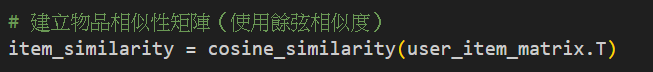 # 建立物品相似性矩陣（使用餘弦相似度）
item_similarity = cosine_similarity(user_item_matrix.T)